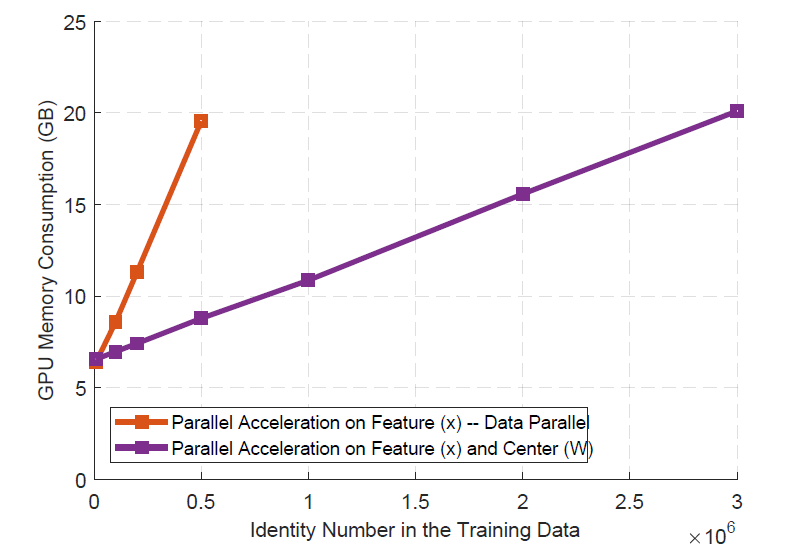 25
20
15
10
5
0
GPU Memory Consumption (GB)
Parallel Acceleration on Feature (x) -- Data Parallel
Parallel Acceleration on Feature (x) and Center (W)
0 0.5 1 1.5 2 2.5 3
Identity Number in the Training Data
×10⁶